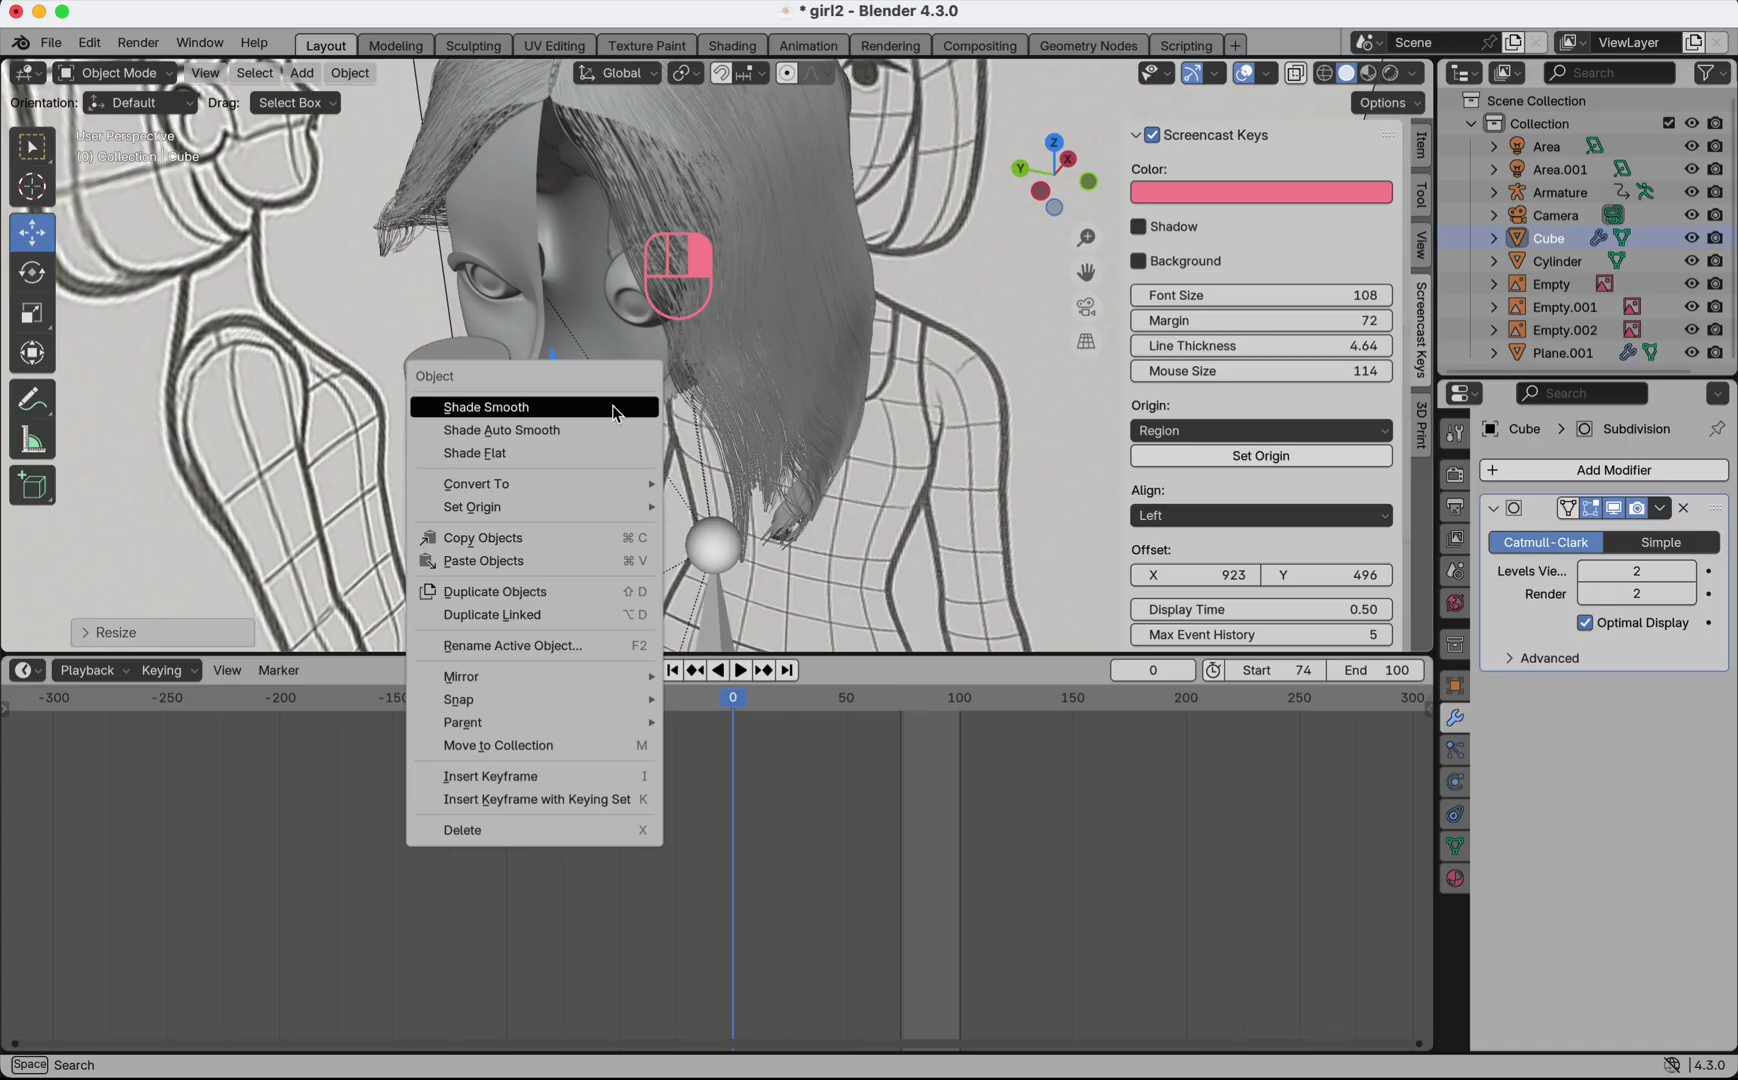 * girl2 - Blender 4.3.0
File Edit Render Window Help Layout Modeling Sculpting UV Editing Texture Paint Shading Animation Rendering Compositing Geometry Nodes Scripting + Scene ViewLayer
Object Mode View Select Add Object Global Search
Orientation: Default Drag: Select Box Options
User Perspective
(0) Collection | Cube
Z
X
Y
Screencast Keys
Color:
Shadow
Background
Font Size 108
Margin 72
Line Thickness 4.64
Mouse Size 114
Origin:
Region
Set Origin
Align:
Left
Offset:
X 923 Y 496
Display Time 0.50
Max Event History 5
Item
Tool
View
Screencast Keys
3D Print
Scene Collection
Collection
Area
Area.001
Armature
Camera
Cube
Cylinder
Empty
Empty.001
Empty.002
Plane.001
Search
Cube > Subdivision
+ Add Modifier
Catmull-Clark Simple
Levels Vie... 2
Render 2
Optimal Display
Advanced
Object
Shade Smooth
Shade Auto Smooth
Shade Flat
Convert To
Set Origin
Copy Objects ⌘ C
Paste Objects ⌘ V
Duplicate Objects ⇧ D
Duplicate Linked ⌥ D
Rename Active Object... F2
Mirror
Snap
Parent
Move to Collection M
Insert Keyframe I
Insert Keyframe with Keying Set K
Delete X
> Resize
Playback Keying View Marker 0 Start 74 End 100
-300 -250 -200 -150 0 50 100 150 200 250 300
Space Search 4.3.0